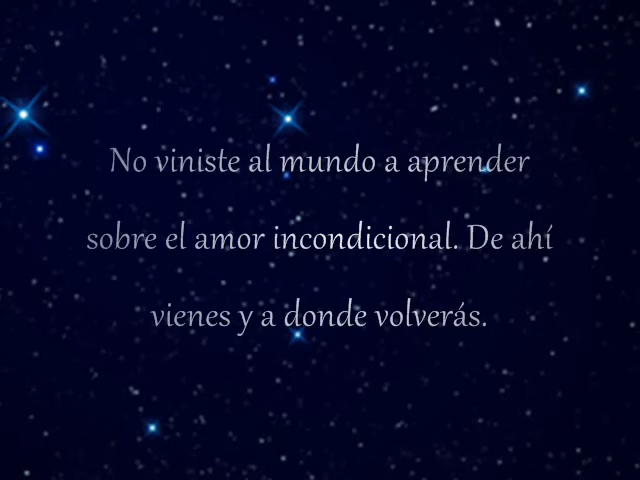 No viniste al mundo a aprender
sobre el amor incondicional. De ahí
vienes y a donde volverás.